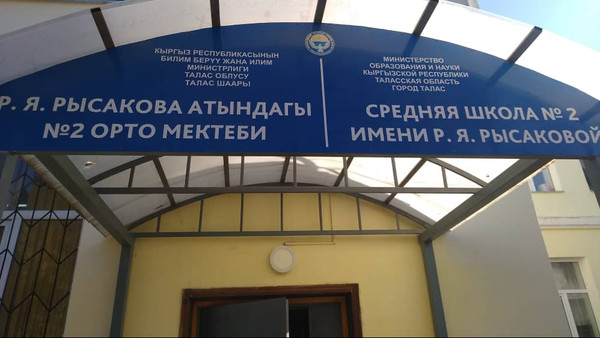 КЫРГЫЗ РЕСПУБЛИКАСЫНЫН
БИЛИМ БЕРҮҮ ЖАНА ИЛИМ
МИНИСТРЛИГИ
ТАЛАС ОБЛУСУ
ТАЛАС ШААРЫ
Р. Я. РЫСАКОВА АТЫНДАГЫ
№2 ОРТО МЕКТЕБИ
МИНИСТЕРСТВО
ОБРАЗОВАНИЯ И НАУКИ
КЫРГЫЗСКОЙ РЕСПУБЛИКИ
ТАЛАССКАЯ ОБЛАСТЬ
ГОРОД ТАЛАС
СРЕДНЯЯ ШКОЛА № 2
ИМЕНИ Р. Я. РЫСАКОВОЙ